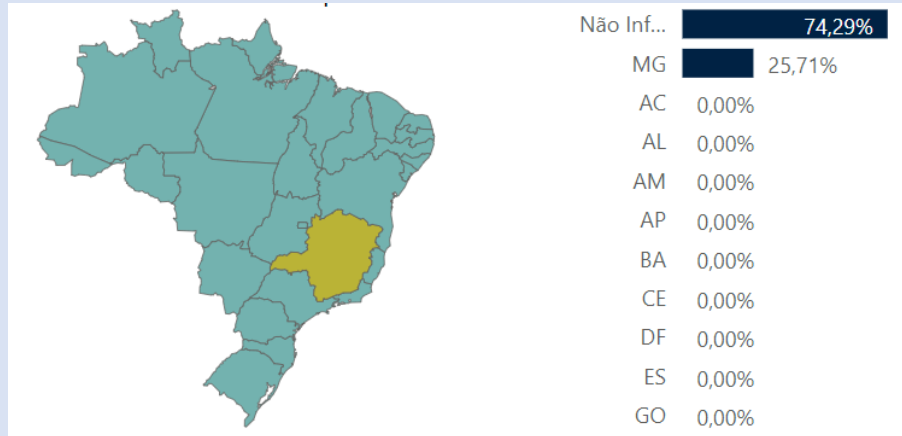 Não Inf... 74,29%
MG 25,71%
AC 0,00%
AL 0,00%
AM 0,00%
AP 0,00%
BA 0,00%
CE 0,00%
DF 0,00%
ES 0,00%
GO 0,00%